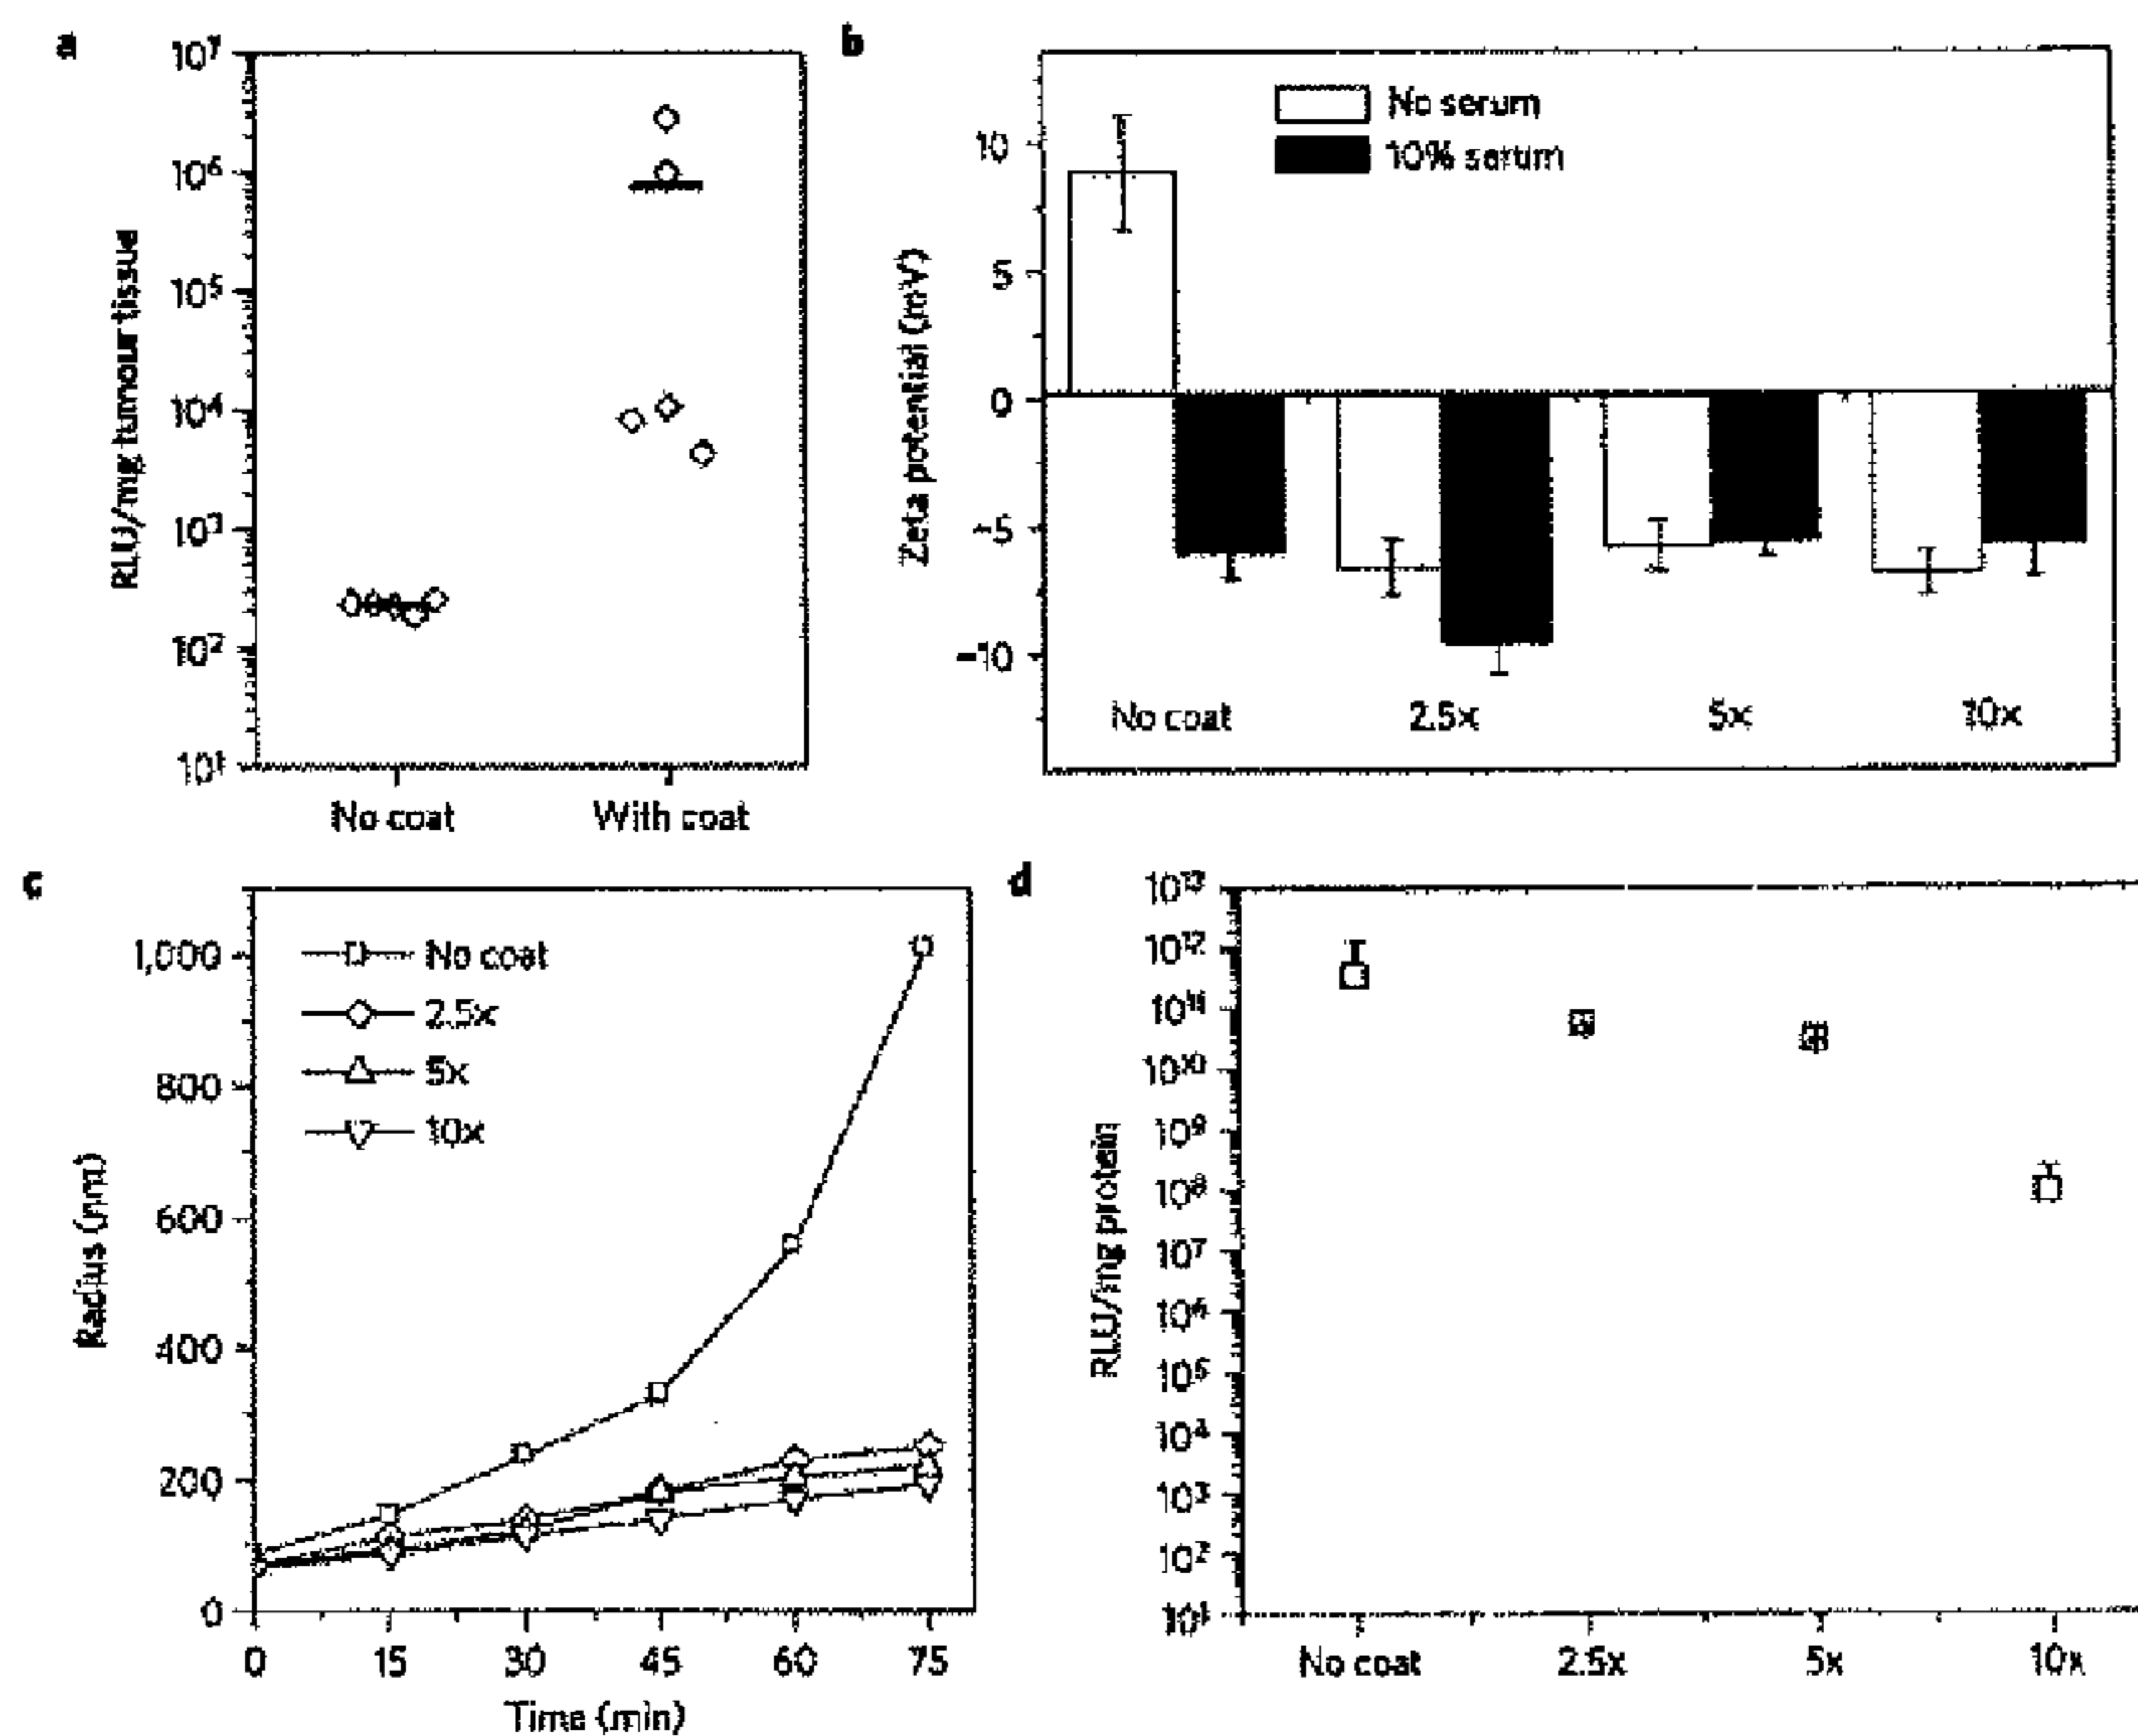 a
10⁷
10⁶
10⁵
10⁴
10³
10²
10¹
RLU/mg tumour tissue
No coat
With coat
b
No serum
10% serum
10
5
0
-5
-10
Zeta potential (mV)
No coat
2.5x
5x
10x
c
No coat
2.5x
5x
10x
1,000
800
600
400
200
0
Radius (nm)
0
15
30
45
60
75
Time (min)
d
10¹³
10¹²
10¹¹
10¹⁰
10⁹
10⁸
10⁷
10⁶
10⁵
10⁴
10³
10²
10¹
RLU/mg protein
No coat
2.5x
5x
10x